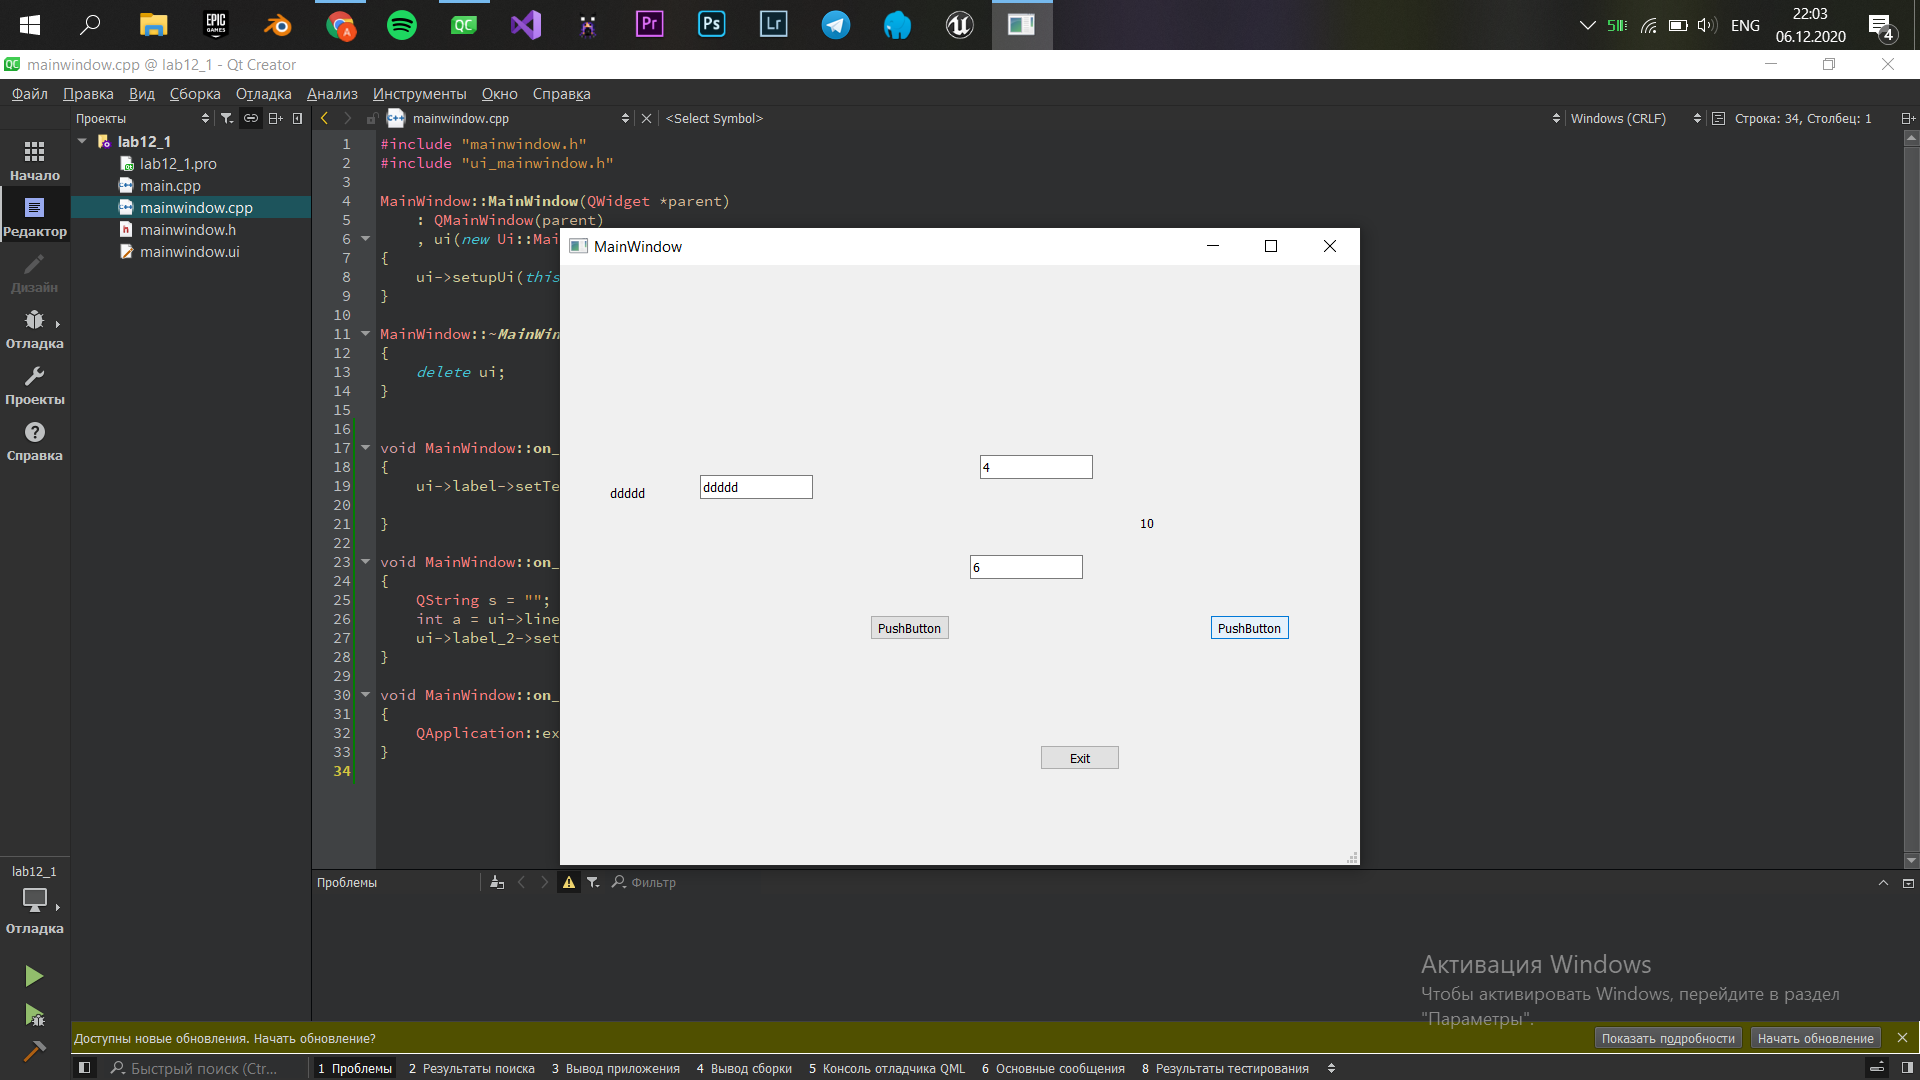 EPIC
GAMES
QC
Pr
Ps
Lr
ENG
22:03
06.12.2020
4
mainwindow.cpp @ lab12_1 - Qt Creator
Файл Правка Вид Сборка Отладка Анализ Инструменты Окно Справка
Проекты
mainwindow.cpp
<Select Symbol>
Windows (CRLF)
Строка: 34, Столбец: 1
lab12_1
lab12_1.pro
main.cpp
mainwindow.cpp
mainwindow.h
mainwindow.ui
Начало
Редактор
Дизайн
Отладка
Проекты
Справка
1 #include "mainwindow.h"
2 #include "ui_mainwindow.h"
3
4 MainWindow::MainWindow(QWidget *parent)
5 : QMainWindow(parent)
6 , ui(new Ui::Mai
7 {
8 ui->setupUi(this
9 }
10
11 MainWindow::~MainWin
12 {
13 delete ui;
14 }
15
16
17 void MainWindow::on_
18 {
19 ui->label->setTe
20
21 }
22
23 void MainWindow::on_
24 {
25 QString s = "";
26 int a = ui->line
27 ui->label_2->set
28 }
29
30 void MainWindow::on_
31 {
32 QApplication::ex
33 }
34
MainWindow
4
ddddd
ddddd
10
6
PushButton
PushButton
Exit
lab12_1
Отладка
Проблемы
Фильтр
Активация Windows
Чтобы активировать Windows, перейдите в раздел
"Параметры".
Доступны новые обновления. Начать обновление?
Показать подробности
Начать обновление
Быстрый поиск (Ctr...
1 Проблемы
2 Результаты поиска
3 Вывод приложения
4 Вывод сборки
5 Консоль отладчика QML
6 Основные сообщения
8 Результаты тестирования